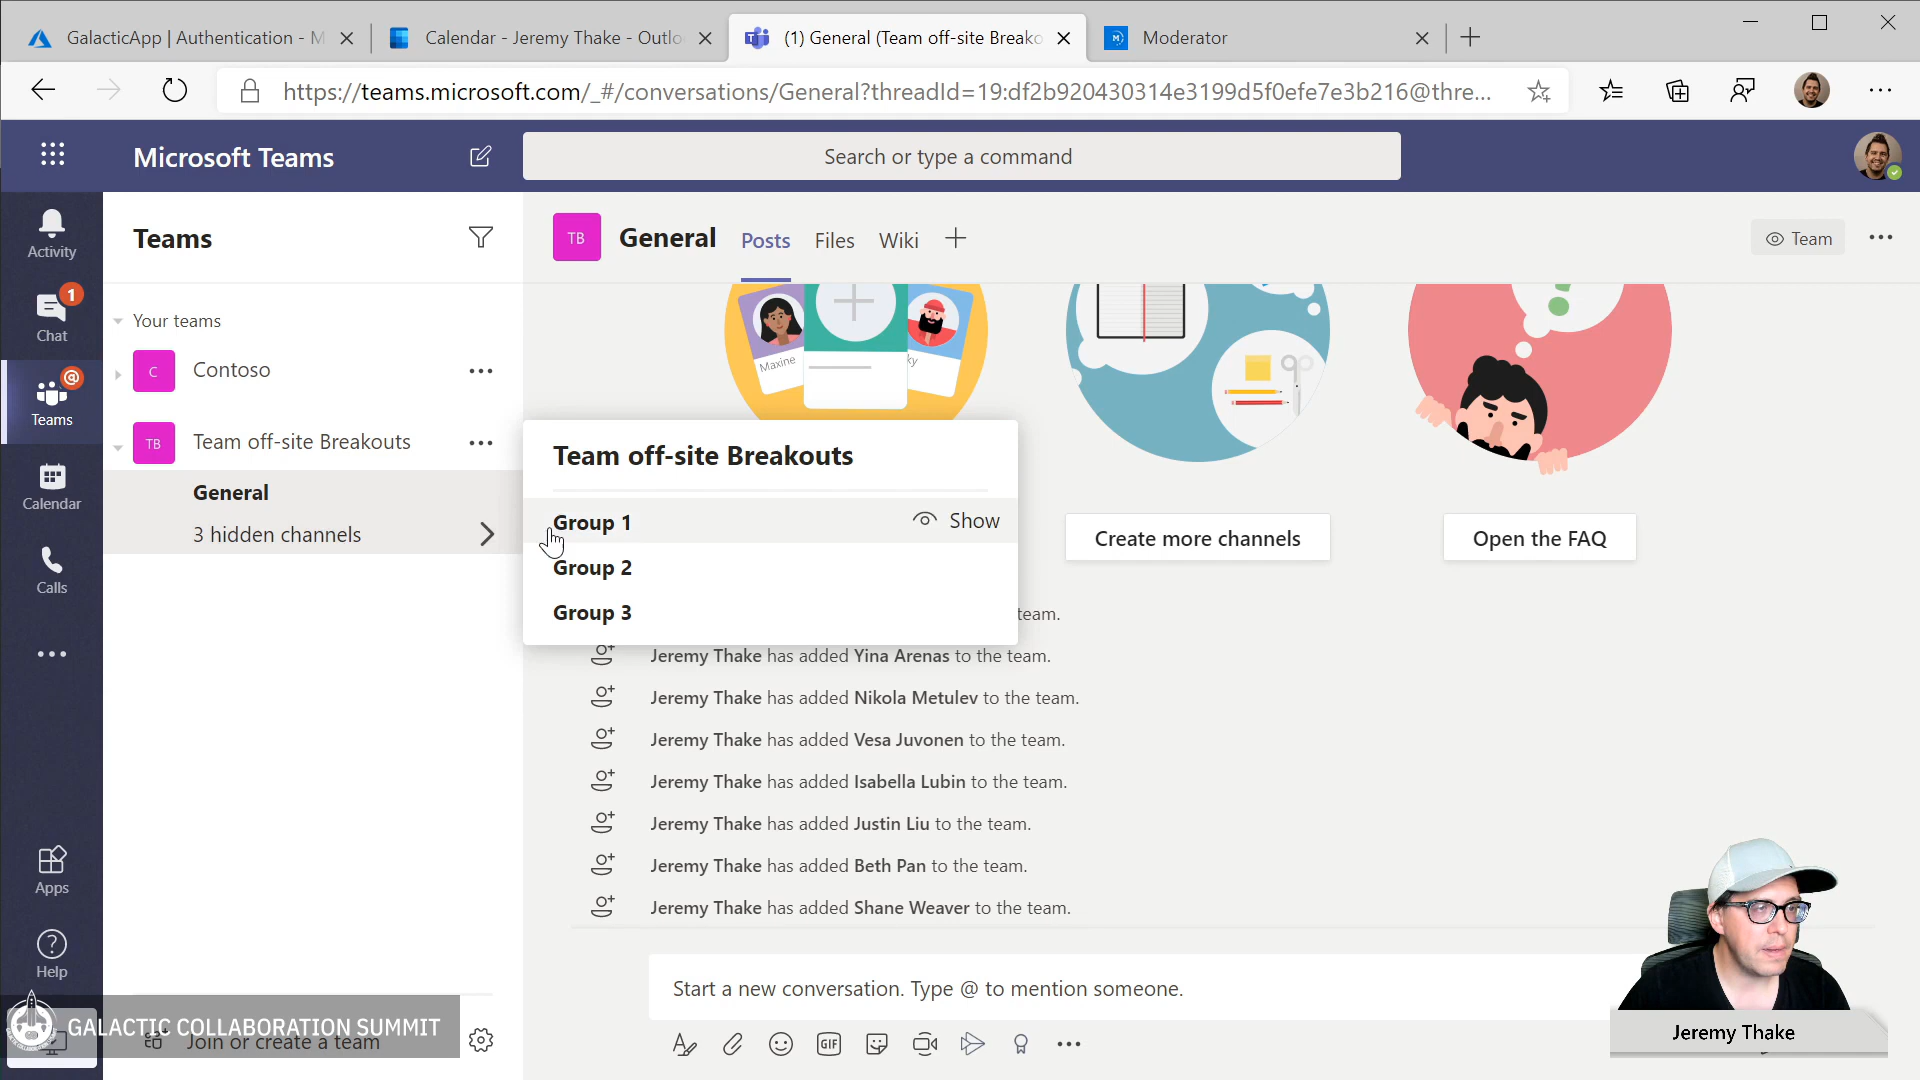 GalacticApp | Authentication - M
Calendar - Jeremy Thake - Outlo
(1) General (Team off-site Breako
Moderator
https://teams.microsoft.com/_#/conversations/General?threadId=19:df2b920430314e3199d5f0efe7e3b216@thre...
Microsoft Teams
Search or type a command
Activity
1
Chat
@
Teams
Calendar
Calls
Apps
Help
Teams
Your teams
C
Contoso
TB
Team off-site Breakouts
General
3 hidden channels
Join or create a team
GALACTIC COLLABORATION SUMMIT
TB
General
Posts
Files
Wiki
Team
Maxine
ky
Team off-site Breakouts
Group 1
Show
Group 2
Group 3
Create more channels
Open the FAQ
team.
Jeremy Thake has added Yina Arenas to the team.
Jeremy Thake has added Nikola Metulev to the team.
Jeremy Thake has added Vesa Juvonen to the team.
Jeremy Thake has added Isabella Lubin to the team.
Jeremy Thake has added Justin Liu to the team.
Jeremy Thake has added Beth Pan to the team.
Jeremy Thake has added Shane Weaver to the team.
Start a new conversation. Type @ to mention someone.
GIF
Jeremy Thake